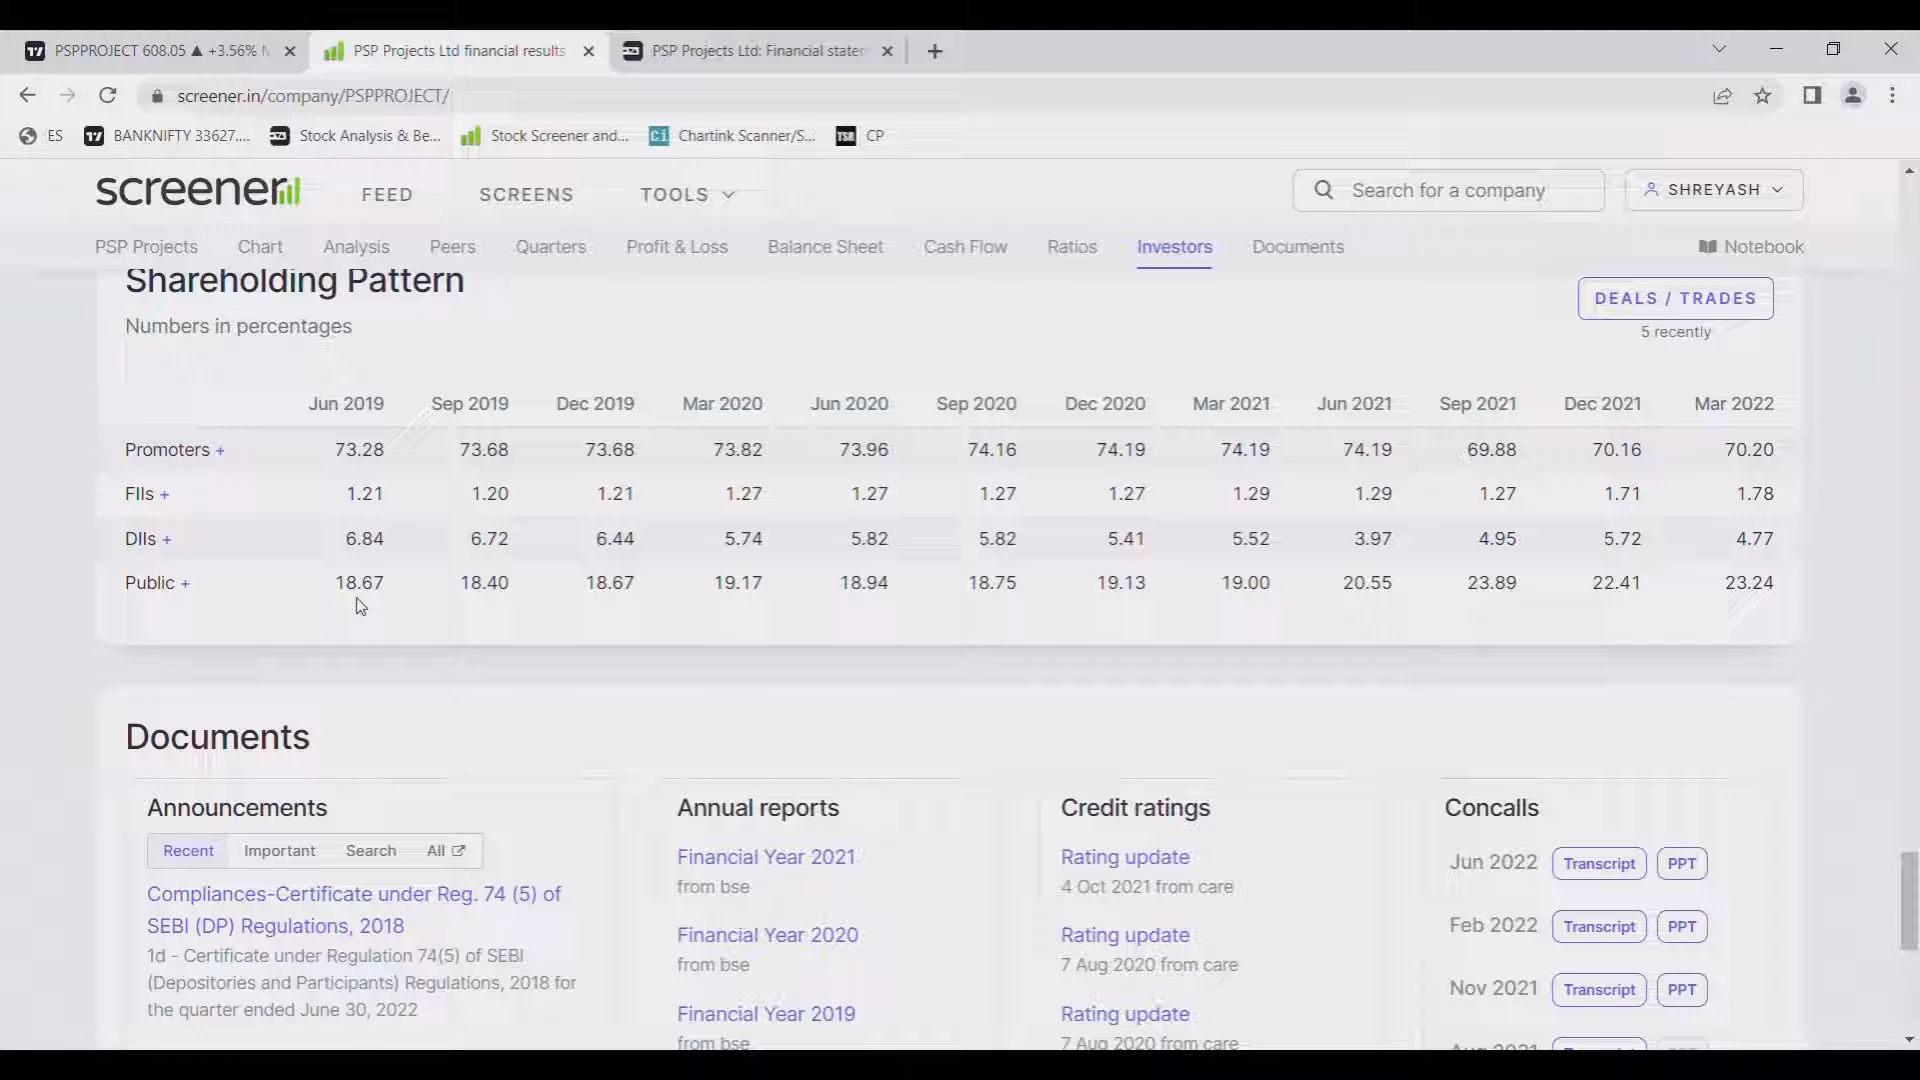 PSPPROJECT 608.05 ▲ +3.56%
PSP Projects Ltd financial results
PSP Projects Ltd: Financial
screener.in/company/PSPPROJECT/
ES
BANKNIFTY 33627....
Stock Analysis & Be...
Stock Screener and...
Ci Chartink Scanner/S...
TSR CP
screener
FEED
SCREENS
TOOLS
Search for a company
SHREYASH
PSP Projects
Chart
Analysis
Peers
Quarters
Profit & Loss
Balance Sheet
Cash Flow
Ratios
Investors
Documents
Notebook
Shareholding Pattern
Numbers in percentages
DEALS / TRADES
5 recently
Jun 2019 Sep 2019 Dec 2019 Mar 2020 Jun 2020 Sep 2020 Dec 2020 Mar 2021 Jun 2021 Sep 2021 Dec 2021 Mar 2022
Promoters + 73.28 73.68 73.68 73.82 73.96 74.16 74.19 74.19 74.19 69.88 70.16 70.20
FIIs + 1.21 1.20 1.21 1.27 1.27 1.27 1.27 1.29 1.29 1.27 1.71 1.78
DIIs + 6.84 6.72 6.44 5.74 5.82 5.82 5.41 5.52 3.97 4.95 5.72 4.77
Public + 18.67 18.40 18.67 19.17 18.94 18.75 19.13 19.00 20.55 23.89 22.41 23.24
Documents
Announcements
Recent Important Search All
Compliances-Certificate under Reg. 74 (5) of
SEBI (DP) Regulations, 2018
1d - Certificate under Regulation 74(5) of SEBI
(Depositories and Participants) Regulations, 2018 for
the quarter ended June 30, 2022
Annual reports
Financial Year 2021
from bse
Financial Year 2020
from bse
Financial Year 2019
from bse
Credit ratings
Rating update
4 Oct 2021 from care
Rating update
7 Aug 2020 from care
Rating update
7 Aug 2020 from care
Concalls
Jun 2022 Transcript PPT
Feb 2022 Transcript PPT
Nov 2021 Transcript PPT